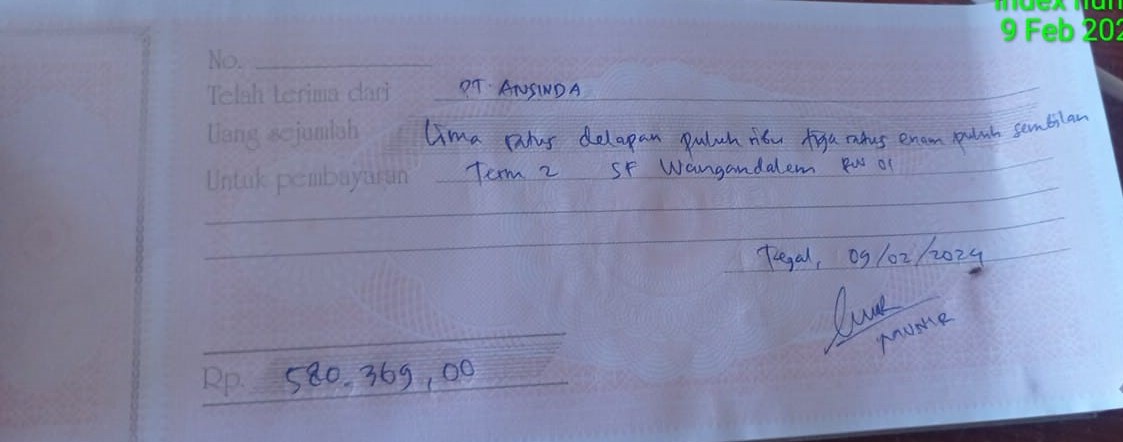 9 Feb 202
No.
Telah terima dari PT. ANSINDA
Uang sejumlah Lima ratus delapan puluh ribu tiga ratus enam puluh sembilan
Untuk pembayaran Term 2 SF Wangandalem RW 01
Tegal, 09/02/2024
MUNIR
Rp. 580.369,00